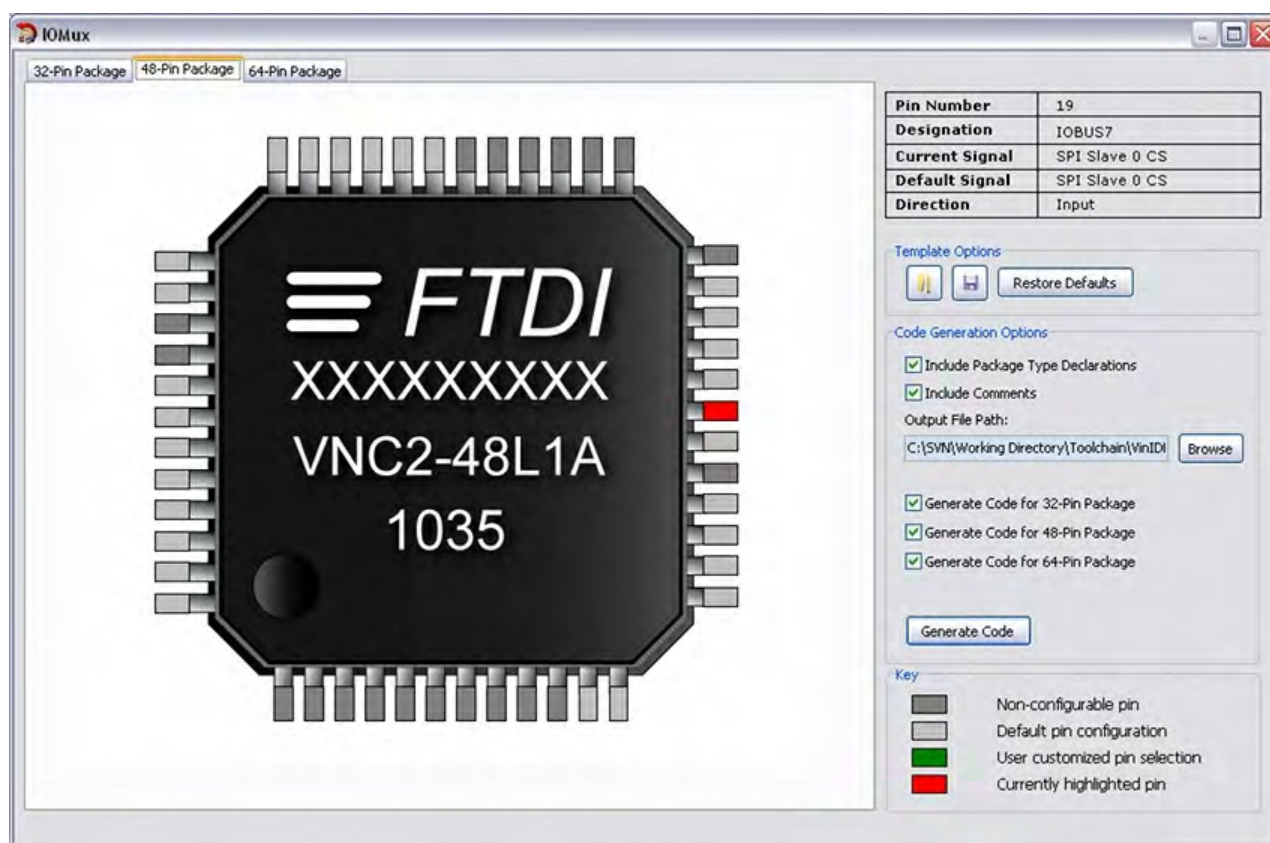 IOMux
32-Pin Package 48-Pin Package 64-Pin Package
FTDI
XXXXXXXXX
VNC2-48L1A
1035
Pin Number 19
Designation IOBUS7
Current Signal SPI Slave 0 CS
Default Signal SPI Slave 0 CS
Direction Input
Template Options
Restore Defaults
Code Generation Options
Include Package Type Declarations
Include Comments
Output File Path:
C:\SVN\Working Directory\Toolchain\VinIDI Browse
Generate Code for 32-Pin Package
Generate Code for 48-Pin Package
Generate Code for 64-Pin Package
Generate Code
Key
Non-configurable pin
Default pin configuration
User customized pin selection
Currently highlighted pin